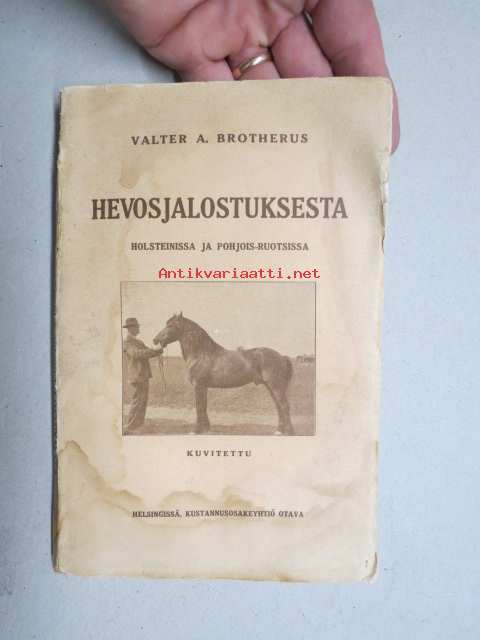 VALTER A. BROTHERUS
HEVOSJALOSTUKSESTA
HOLSTEINISSA JA POHJOIS-RUOTSISSA
Antikvariaatti.net
KUVITETTU
HELSINGISSÄ, KUSTANNUSOSAKEYHTIÖ OTAVA